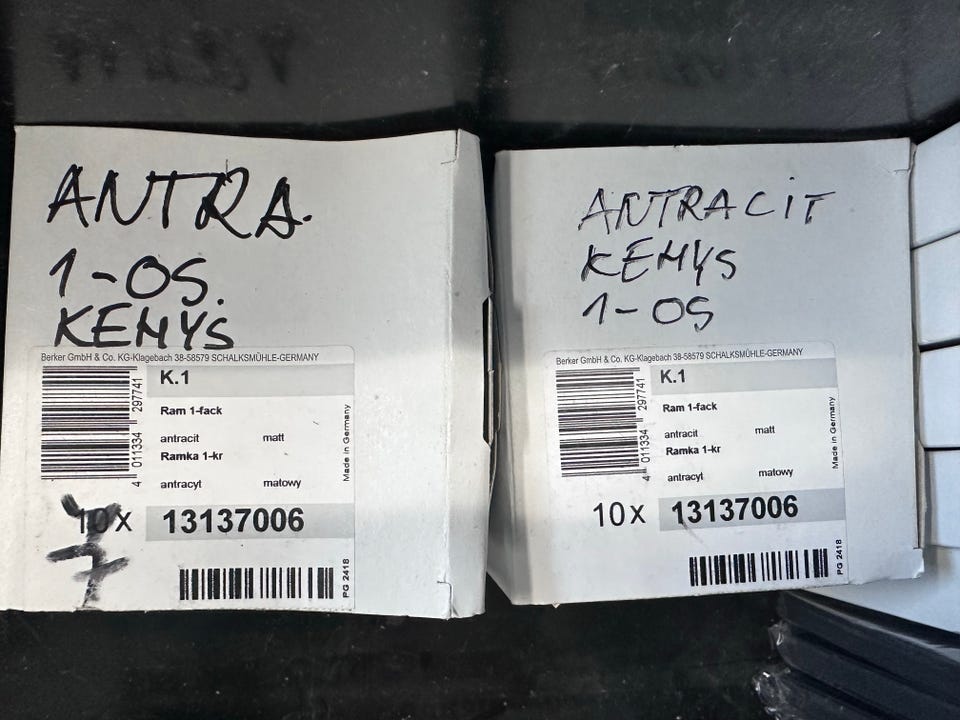 ANTRA.
1-OS.
KEMYS
Berker GmbH & Co. KG-Klagebach 38-58579 SCHALKSMÜHLE-GERMANY
K.1
Ram 1-fack
antracit matt
Ramka 1-kr
antracyt matowy
4 011334 297741
Made in Germany
10x 13137006
7
PG 2418
ANTRACiT
KEMYS
1-OS
Berker GmbH & Co. KG-Klagebach 38-58579 SCHALKSMÜHLE-GERMANY
K.1
Ram 1-fack
antracit matt
Ramka 1-kr
antracyt matowy
4 011334 297741
Made in Germany
10x 13137006
PG 2418